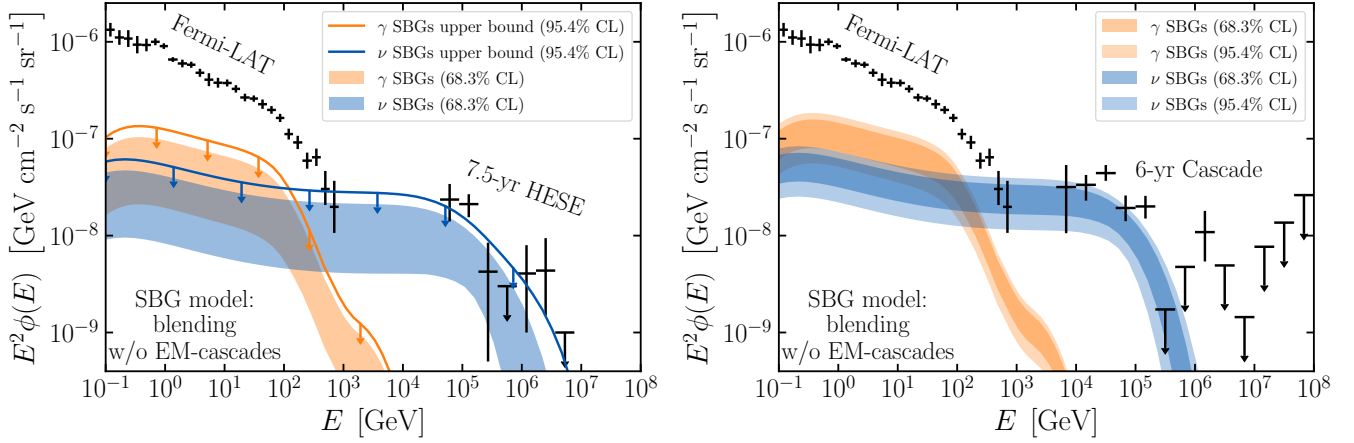 Fermi-LAT
γ SBGs upper bound (95.4% CL)
ν SBGs upper bound (95.4% CL)
γ SBGs (68.3% CL)
ν SBGs (68.3% CL)
7.5-yr HESE
SBG model:
blending
w/o EM-cascades
10⁻⁶
10⁻⁷
10⁻⁸
10⁻⁹
E² ϕ(E) [GeV cm⁻² s⁻¹ sr⁻¹]
10⁻¹ 10⁰ 10¹ 10² 10³ 10⁴ 10⁵ 10⁶ 10⁷ 10⁸
E [GeV]
Fermi-LAT
γ SBGs (68.3% CL)
γ SBGs (95.4% CL)
ν SBGs (68.3% CL)
ν SBGs (95.4% CL)
6-yr Cascade
SBG model:
blending
w/o EM-cascades
10⁻⁶
10⁻⁷
10⁻⁸
10⁻⁹
E² ϕ(E) [GeV cm⁻² s⁻¹ sr⁻¹]
10⁻¹ 10⁰ 10¹ 10² 10³ 10⁴ 10⁵ 10⁶ 10⁷ 10⁸
E [GeV]